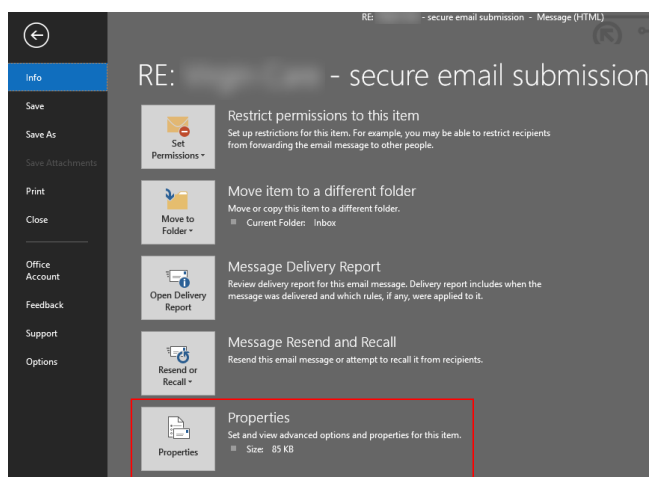 RE: - secure email submission - Message (HTML)
Info
RE: - secure email submission
Save
Save As
Save Attachments
Print
Close
Office
Account
Feedback
Support
Options
Set
Permissions
Restrict permissions to this item
Set up restrictions for this item. For example, you may be able to restrict recipients
from forwarding the email message to other people.
Move to
Folder
Move item to a different folder
Move or copy this item to a different folder.
Current Folder: Inbox
Open Delivery
Report
Message Delivery Report
Review delivery report for this email message. Delivery report includes when the
message was delivered and which rules, if any, were applied to it.
Resend or
Recall
Message Resend and Recall
Resend this email message or attempt to recall it from recipients.
Properties
Properties
Set and view advanced options and properties for this item.
Size: 85 KB